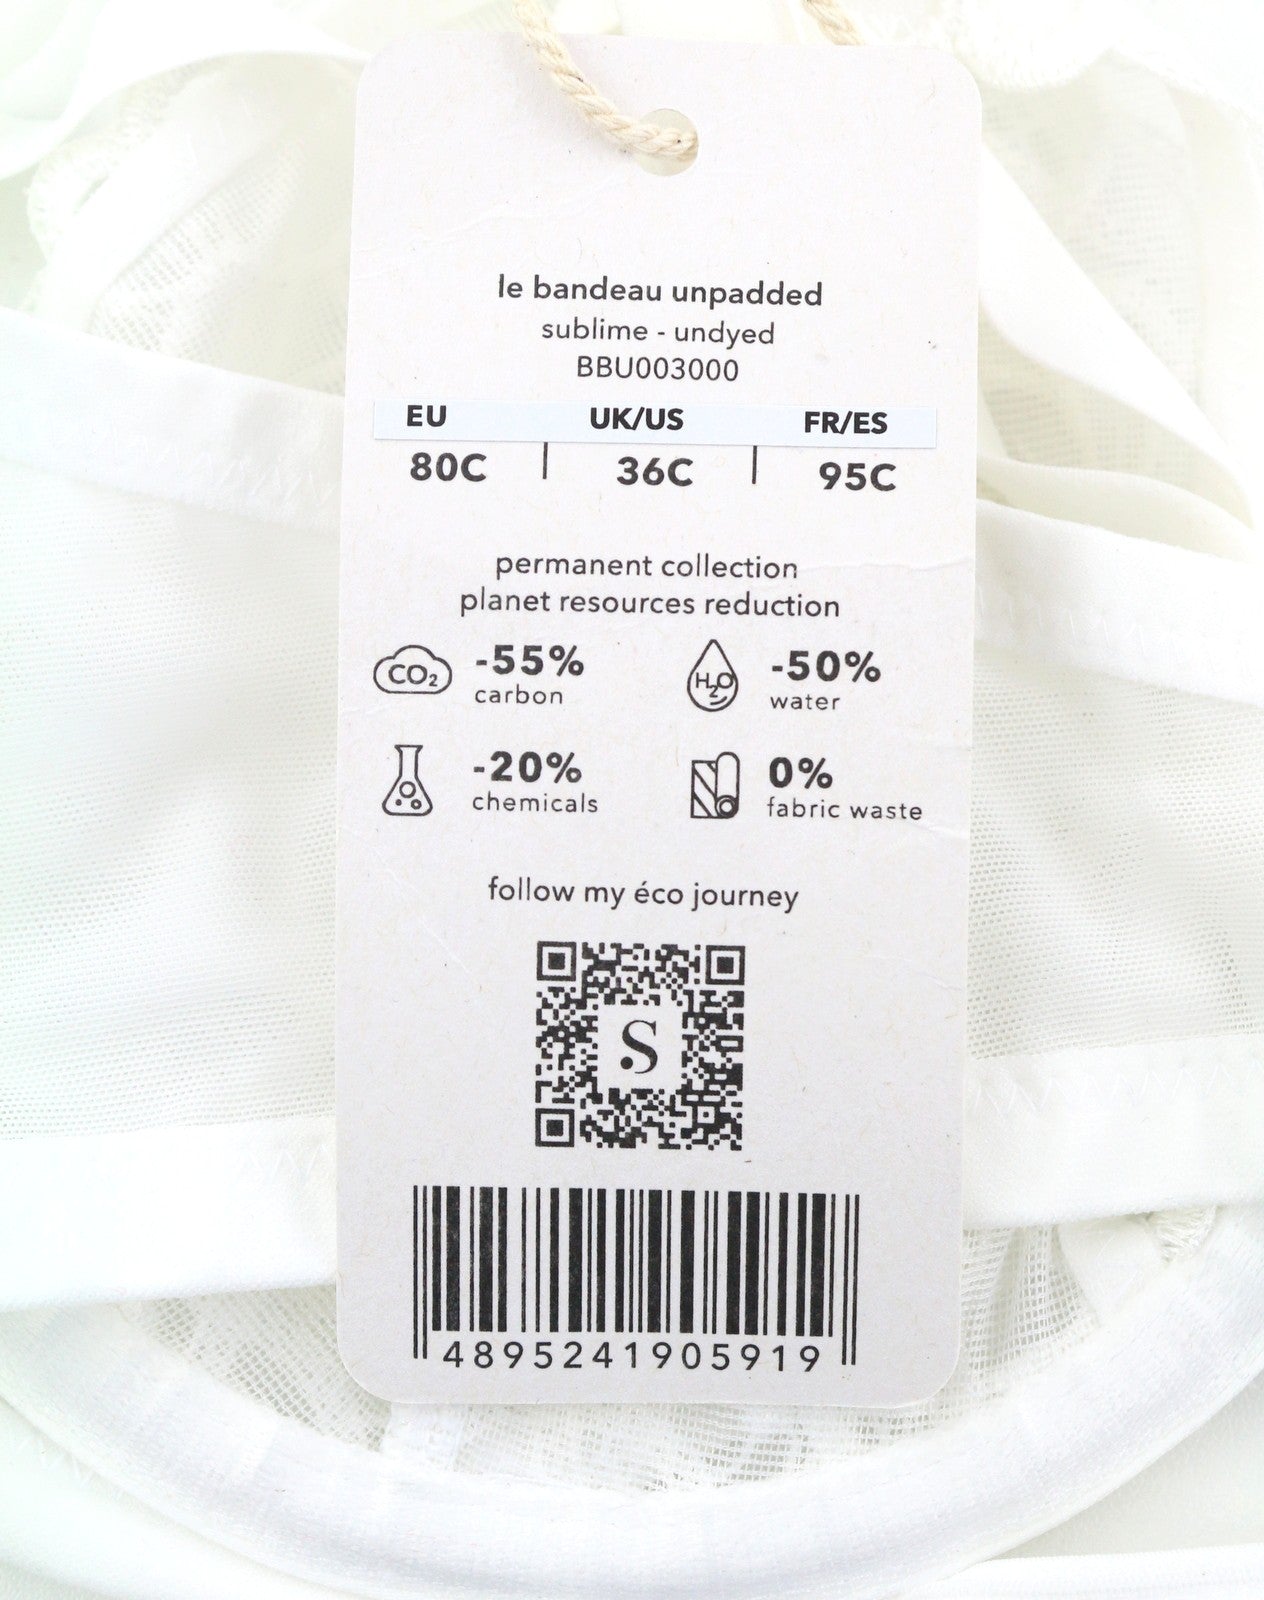 le bandeau unpadded
sublime - undyed
BBU003000
EU UK/US FR/ES
80C | 36C | 95C
permanent collection
planet resources reduction
CO₂ -55% H₂O -50%
carbon water
-20% 0%
chemicals fabric waste
follow my éco journey
.S
4895241905919